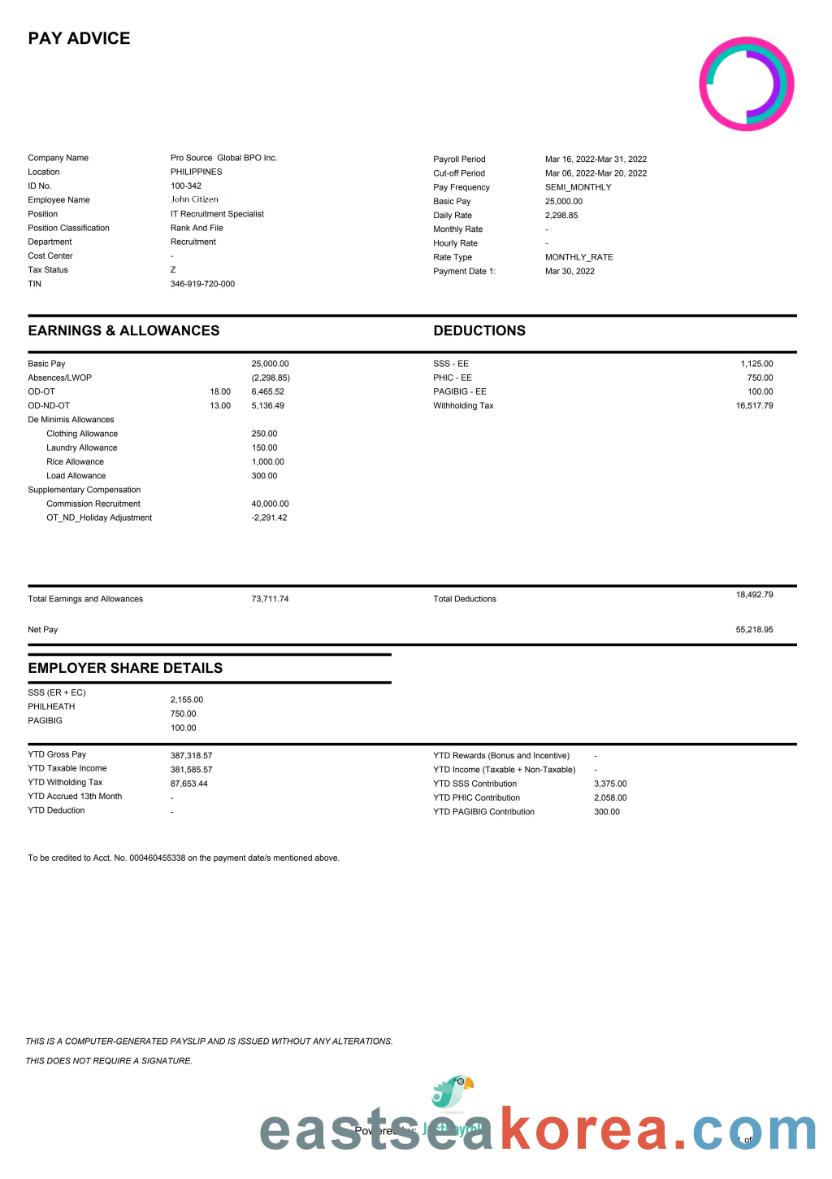 PAY ADVICE
Company Name Pro Source Global BPO Inc.
Location PHILIPPINES
ID No. 100-342
Employee Name John Citizen
Position IT Recruitment Specialist
Position Classification Rank And File
Department Recruitment
Cost Center -
Tax Status Z
TIN 346-919-720-000
Payroll Period Mar 16, 2022-Mar 31, 2022
Cut-off Period Mar 06, 2022-Mar 20, 2022
Pay Frequency SEMI_MONTHLY
Basic Pay 25,000.00
Daily Rate 2,298.85
Monthly Rate -
Hourly Rate -
Rate Type MONTHLY_RATE
Payment Date 1: Mar 30, 2022
EARNINGS & ALLOWANCES
Basic Pay 25,000.00
Absences/LWOP (2,298.85)
OD-OT 18.00 6,465.52
OD-ND-OT 13.00 5,136.49
De Minimis Allowances
Clothing Allowance 250.00
Laundry Allowance 150.00
Rice Allowance 1,000.00
Load Allowance 300.00
Supplementary Compensation
Commission Recruitment 40,000.00
OT_ND_Holiday Adjustment -2,291.42
DEDUCTIONS
SSS - EE 1,125.00
PHIC - EE 750.00
PAGIBIG - EE 100.00
Withholding Tax 16,517.79
Total Earnings and Allowances 73,711.74
Total Deductions 18,492.79
Net Pay 55,218.95
EMPLOYER SHARE DETAILS
SSS (ER + EC) 2,155.00
PHILHEATH 750.00
PAGIBIG 100.00
YTD Gross Pay 387,318.57
YTD Taxable Income 381,585.57
YTD Witholding Tax 87,653.44
YTD Accrued 13th Month -
YTD Deduction -
YTD Rewards (Bonus and Incentive) -
YTD Income (Taxable + Non-Taxable) -
YTD SSS Contribution 3,375.00
YTD PHIC Contribution 2,058.00
YTD PAGIBIG Contribution 300.00
To be credited to Acct. No. 000460455338 on the payment date/s mentioned above.
THIS IS A COMPUTER-GENERATED PAYSLIP AND IS ISSUED WITHOUT ANY ALTERATIONS.
THIS DOES NOT REQUIRE A SIGNATURE.
eastseakorea.com